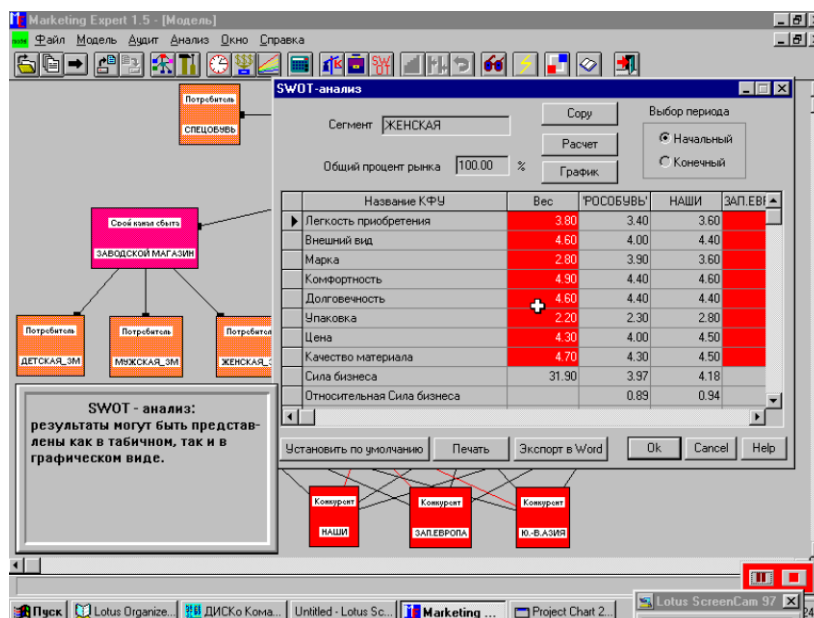 Marketing Expert 1.5 - [Модель]
Файл Модель Аудит Анализ Окно Справка
Потребитель
СПЕЦОБУВЬ
Свой канал сбыта
ЗАВОДСКОЙ МАГАЗИН
Потребитель
ДЕТСКАЯ_ЗМ
Потребитель
МУЖСКАЯ_ЗМ
Потребител
ЖЕНСКАЯ_З
SWOT-анализ
Сегмент ЖЕНСКАЯ
Общий процент рынка 100.00 %
Copy
Расчет
График
Выбор периода
Начальный
Конечный
Название КФУ Вес 'РОСОБУВЬ' НАШИ ЗАП.ЕВР
Легкость приобретения 3.80 3.40 3.60
Внешний вид 4.60 4.00 4.40
Марка 2.80 3.90 3.60
Комфортность 4.90 4.40 4.60
Долговечность 4.60 4.40 4.40
Упаковка 2.20 2.30 2.80
Цена 4.30 4.00 4.50
Качество материала 4.70 4.30 4.50
Сила бизнеса 31.90 3.97 4.18
Относительная Сила бизнеса 0.89 0.94
Установить по умолчанию Печать Экспорт в Word Ok Cancel Help
SWOT - анализ:
результаты могут быть представ-
лены как в табичном, так и в
графическом виде.
Конкурент
НАШИ
Конкурент
ЗАП.ЕВРОПА
Конкурент
Ю.-В.АЗИЯ
Пуск Lotus Organize... ДИСКо Кома... Untitled - Lotus Sc... Marketing ... Project Chart 2...
Lotus ScreenCam 97
24